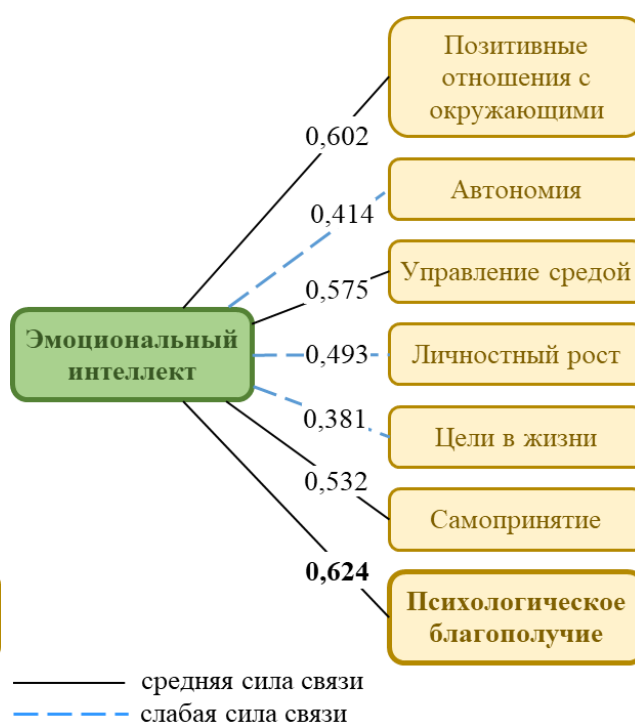 Позитивные
отношения с
окружающими
0,602
Автономия
0,414
Управление средой
0,575
Эмоциональный
интеллект
Личностный рост
0,493
0,381
Цели в жизни
0,532
Самопринятие
0,624
Психологическое
благополучие
средняя сила связи
слабая сила связи